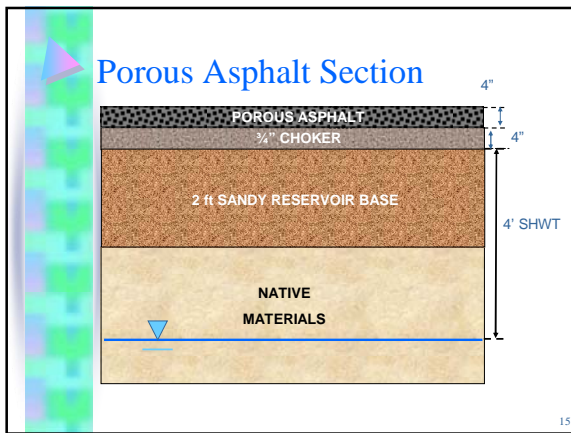 Porous Asphalt Section
4"
POROUS ASPHALT
¾" CHOKER
4"
2 ft SANDY RESERVOIR BASE
4' SHWT
NATIVE
MATERIALS
15